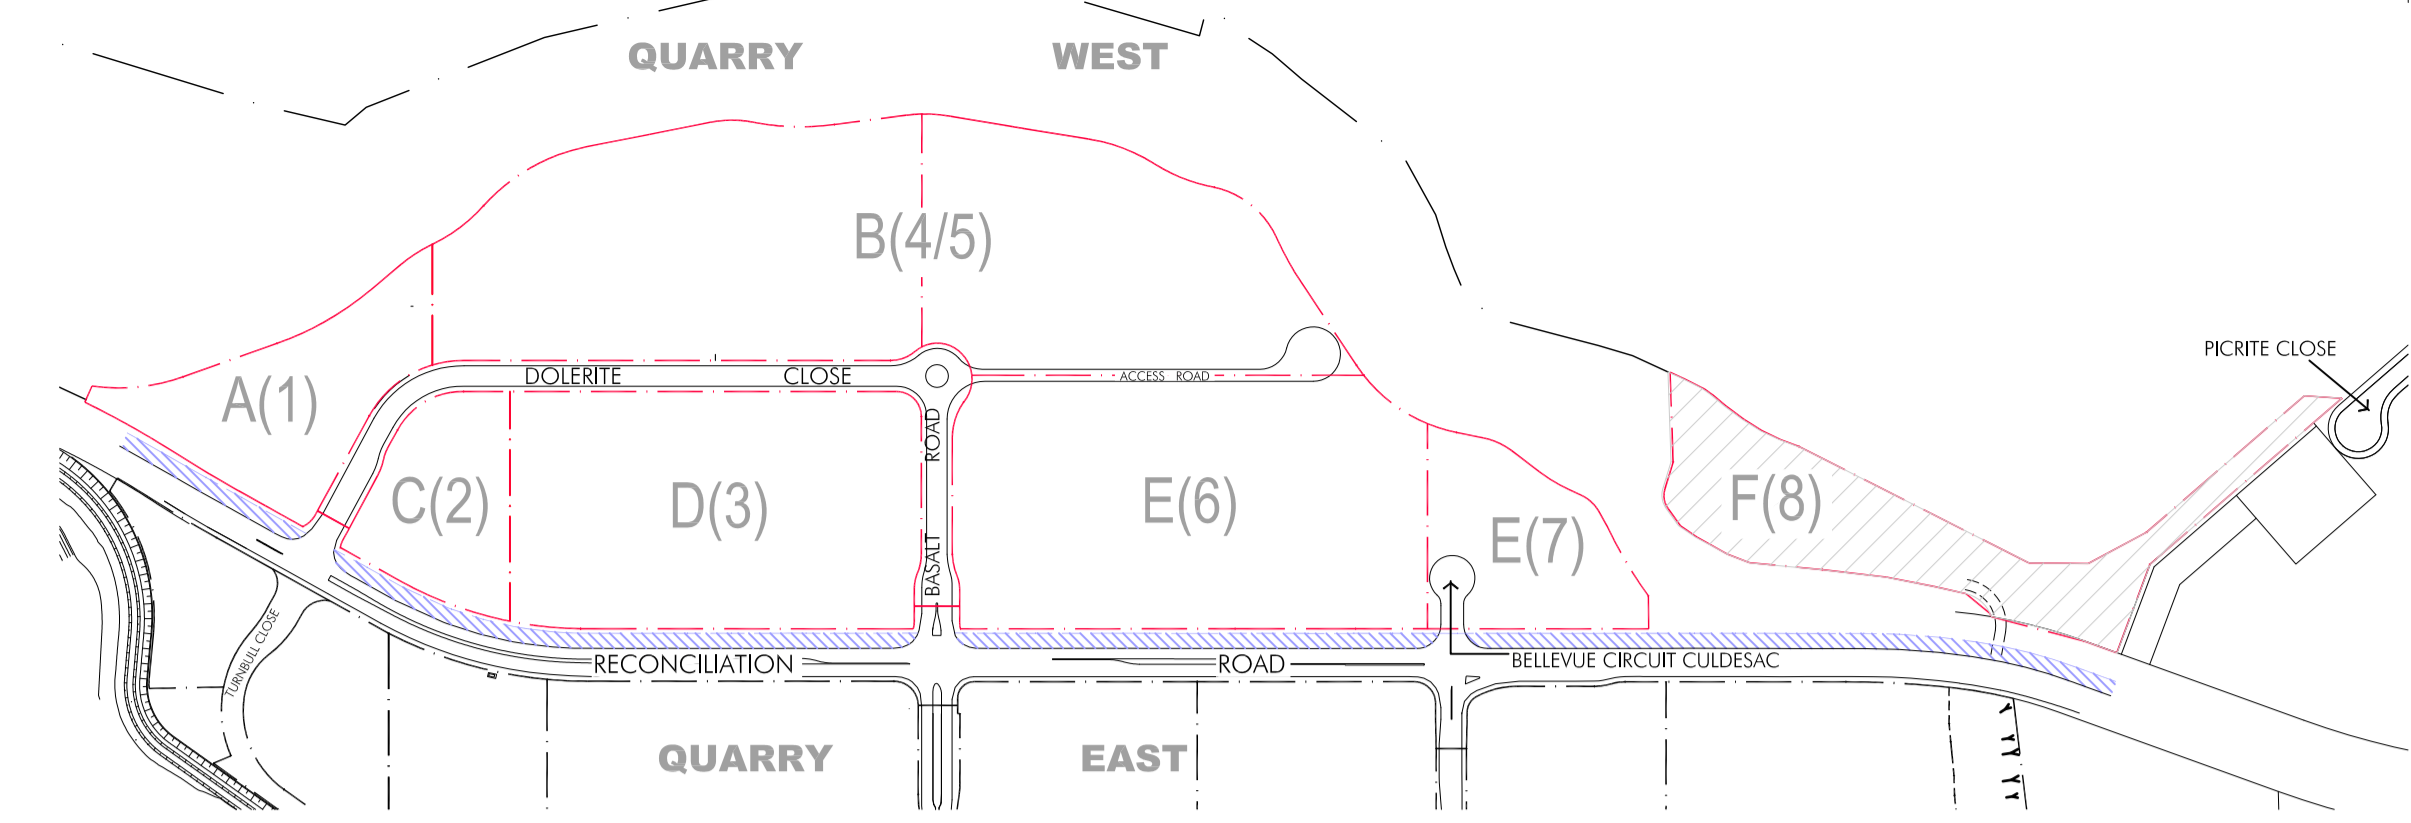 QUARRY WEST
B(4/5)
PICRITE CLOSE
DOLERITE CLOSE
ACCESS ROAD
A(1)
BASALT ROAD
C(2)
D(3)
E(6)
E(7)
F(8)
TURNBULL CLOSE
RECONCILIATION ROAD
BELLEVUE CIRCUIT CULDESAC
QUARRY EAST